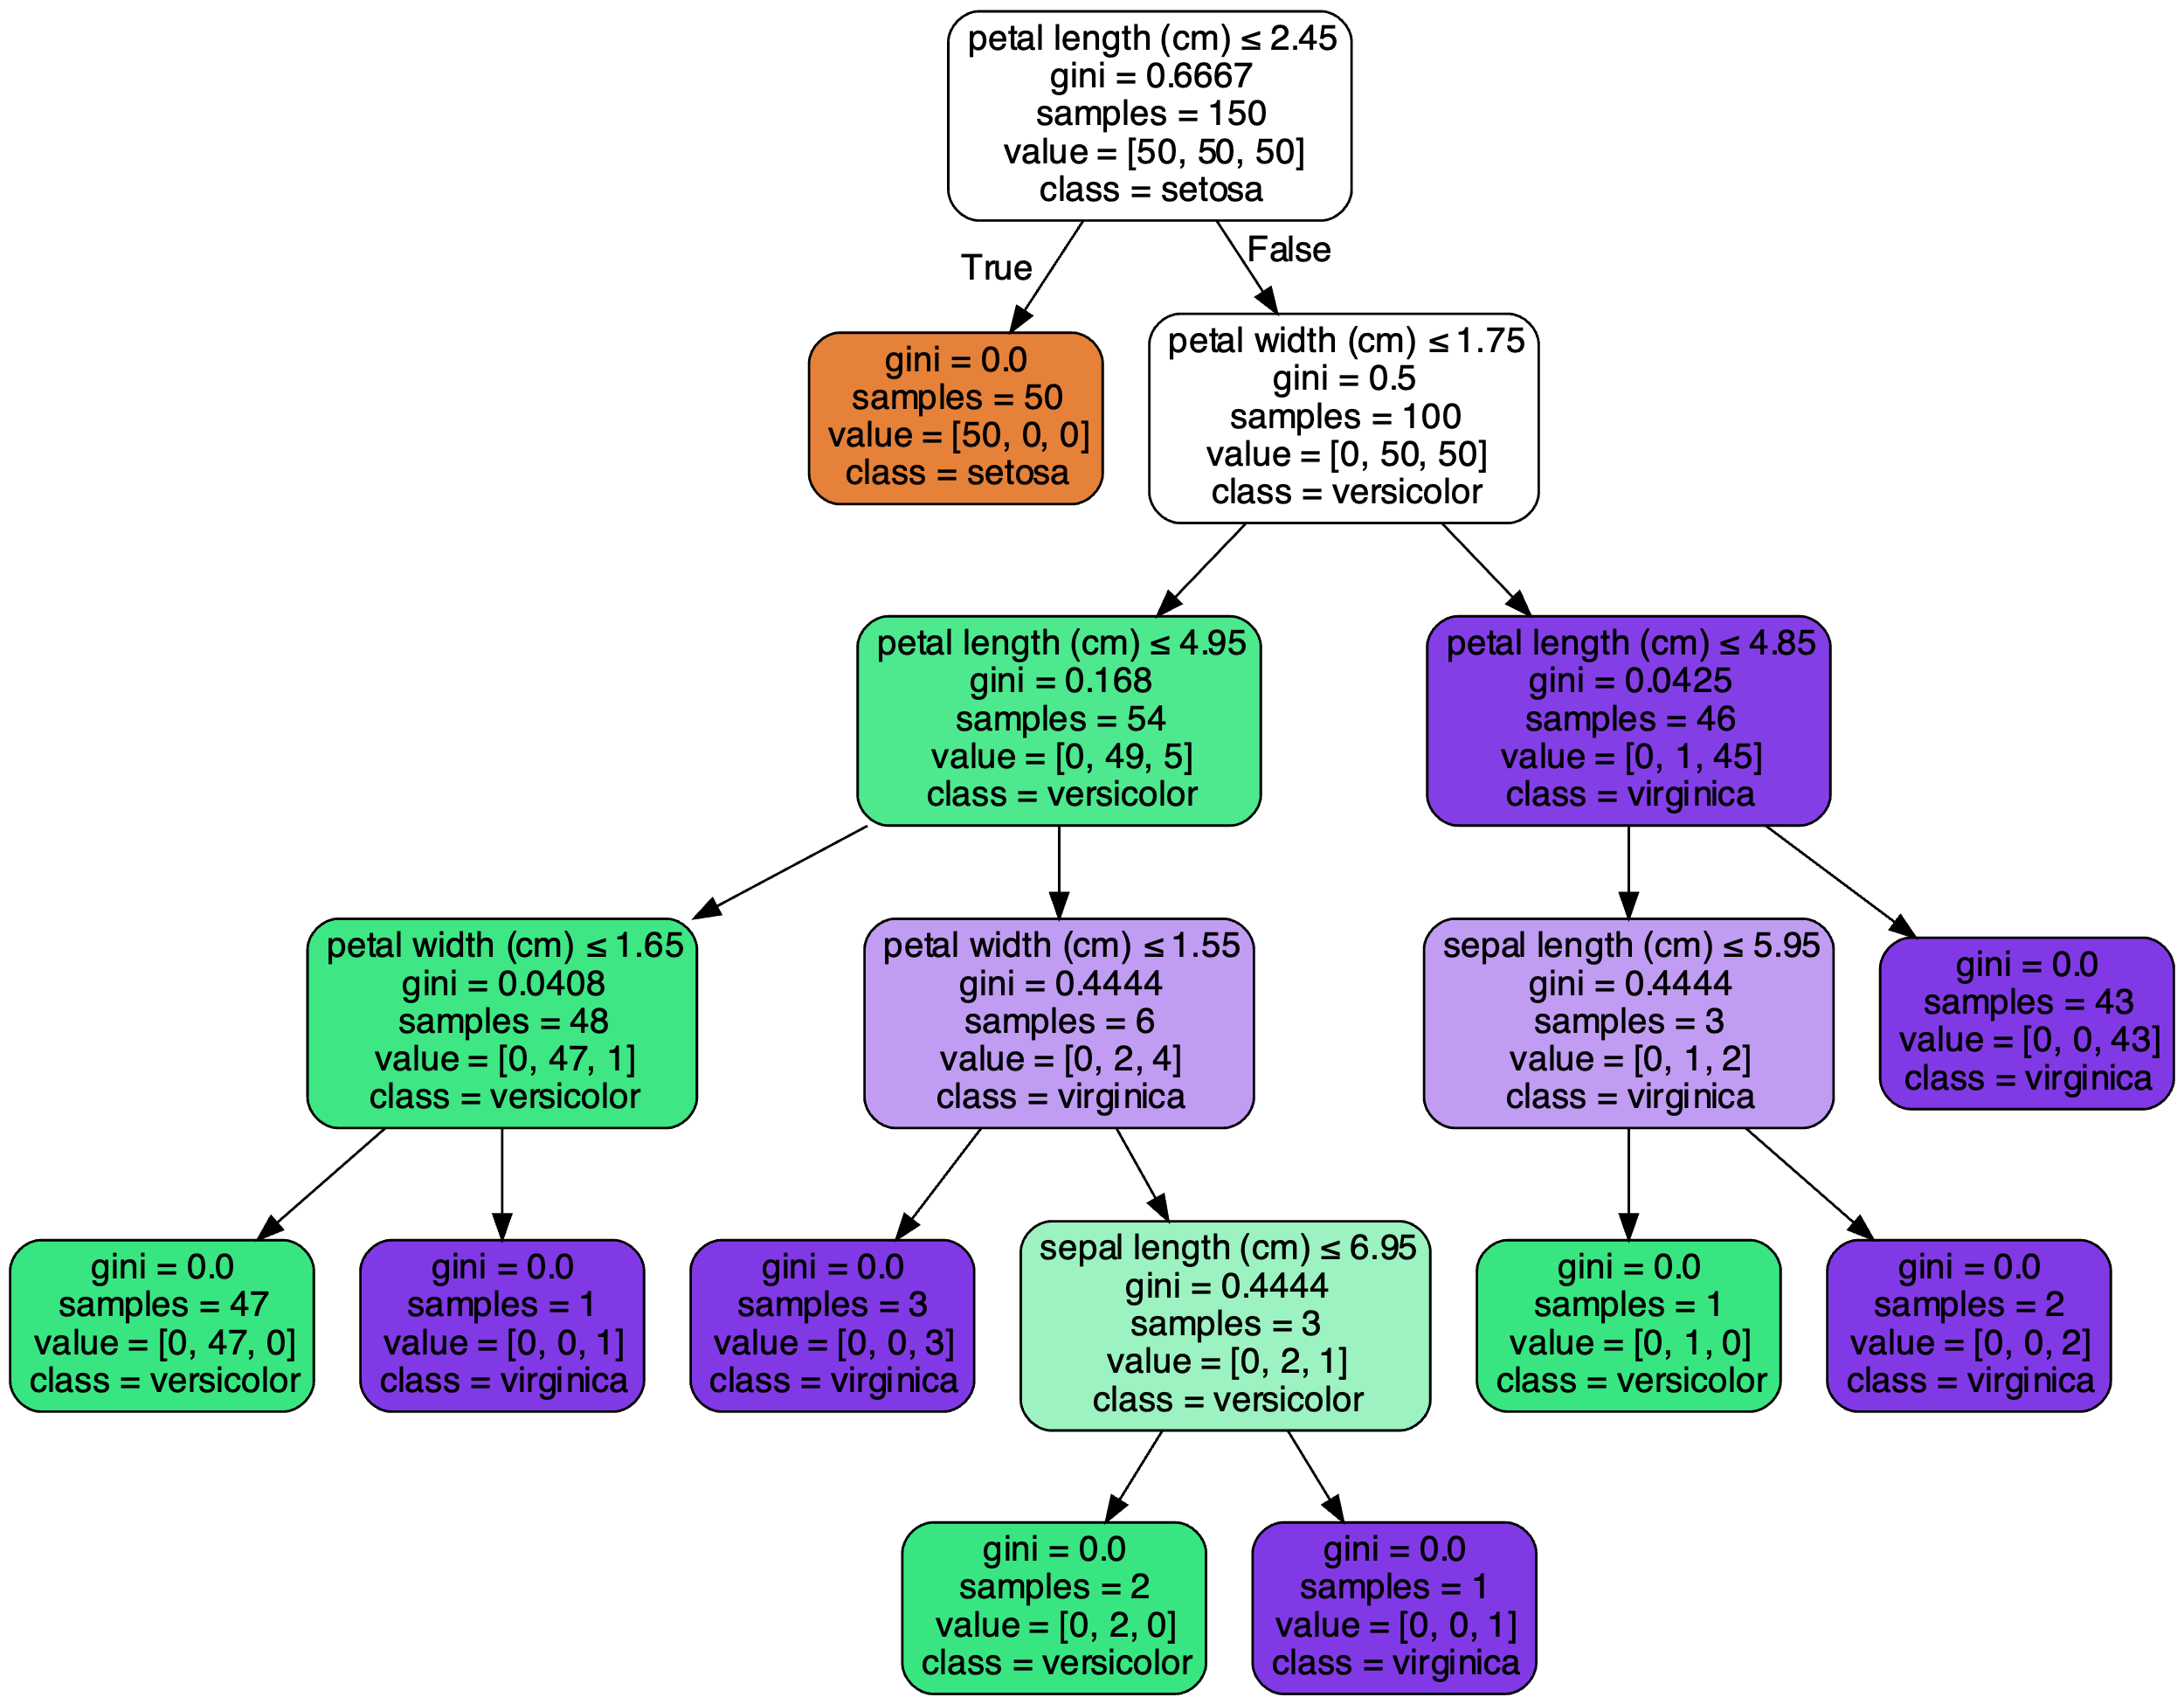 petal length (cm) ≤ 2.45
gini = 0.6667
samples = 150
value = [50, 50, 50]
class = setosa
True
False
gini = 0.0
samples = 50
value = [50, 0, 0]
class = setosa
petal width (cm) ≤ 1.75
gini = 0.5
samples = 100
value = [0, 50, 50]
class = versicolor
petal length (cm) ≤ 4.95
gini = 0.168
samples = 54
value = [0, 49, 5]
class = versicolor
petal length (cm) ≤ 4.85
gini = 0.0425
samples = 46
value = [0, 1, 45]
class = virginica
petal width (cm) ≤ 1.65
gini = 0.0408
samples = 48
value = [0, 47, 1]
class = versicolor
petal width (cm) ≤ 1.55
gini = 0.4444
samples = 6
value = [0, 2, 4]
class = virginica
sepal length (cm) ≤ 5.95
gini = 0.4444
samples = 3
value = [0, 1, 2]
class = virginica
gini = 0.0
samples = 43
value = [0, 0, 43]
class = virginica
gini = 0.0
samples = 47
value = [0, 47, 0]
class = versicolor
gini = 0.0
samples = 1
value = [0, 0, 1]
class = virginica
gini = 0.0
samples = 3
value = [0, 0, 3]
class = virginica
sepal length (cm) ≤ 6.95
gini = 0.4444
samples = 3
value = [0, 2, 1]
class = versicolor
gini = 0.0
samples = 1
value = [0, 1, 0]
class = versicolor
gini = 0.0
samples = 2
value = [0, 0, 2]
class = virginica
gini = 0.0
samples = 2
value = [0, 2, 0]
class = versicolor
gini = 0.0
samples = 1
value = [0, 0, 1]
class = virginica